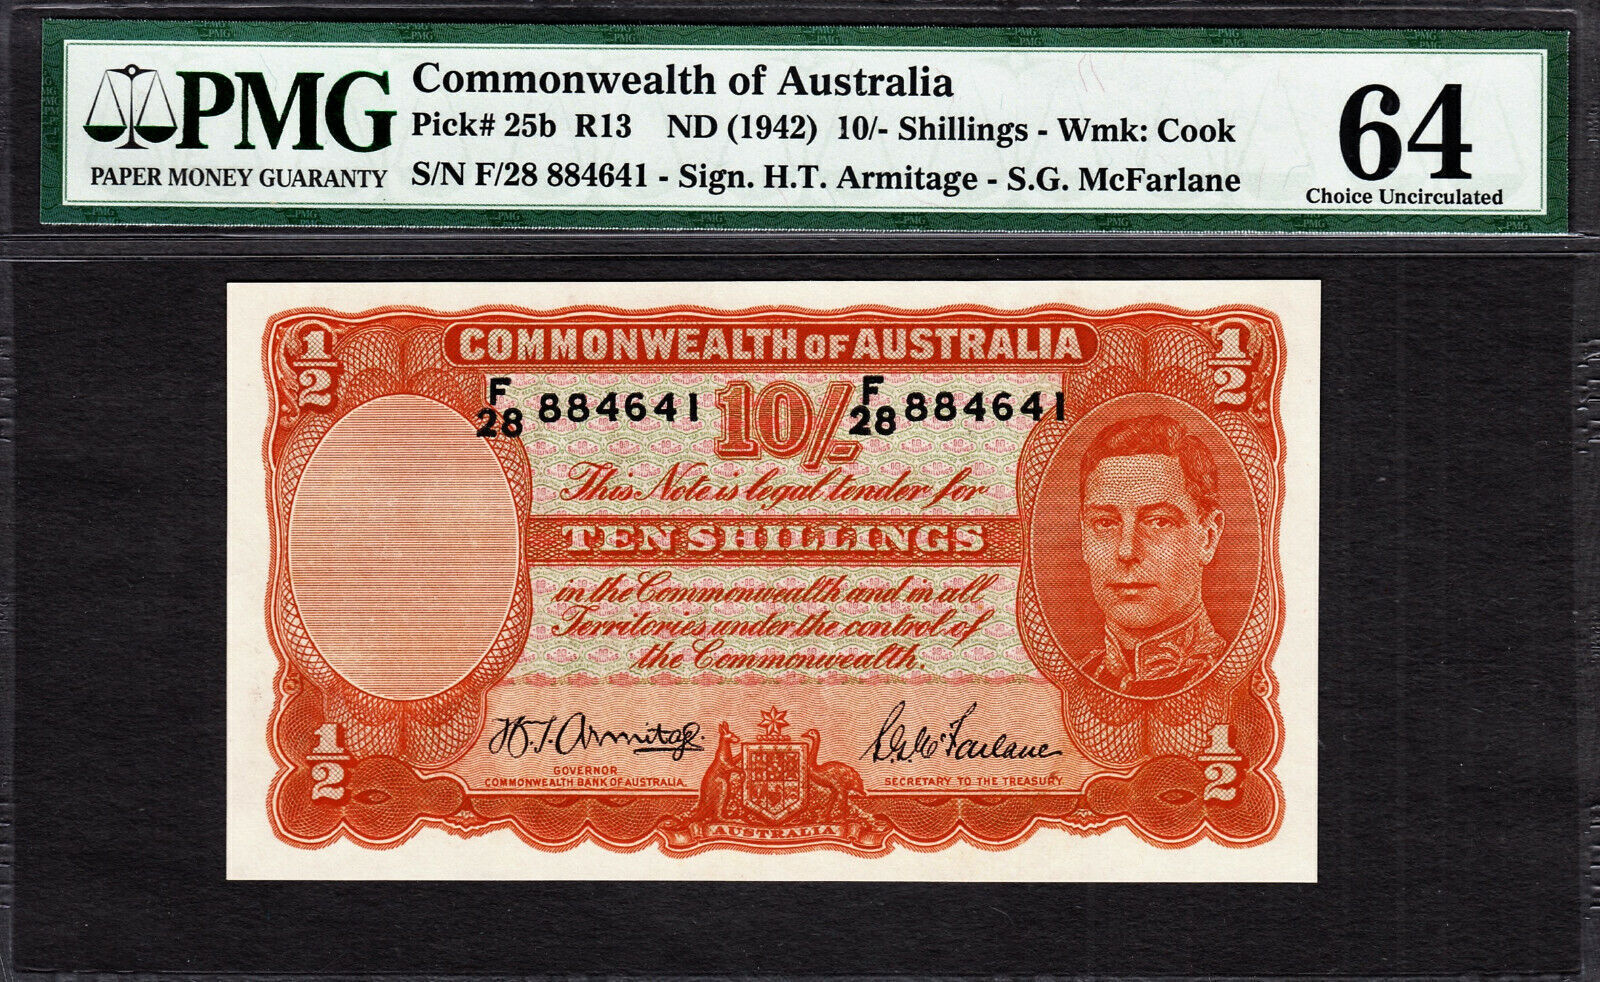 PMG
PAPER MONEY GUARANTY
Commonwealth of Australia
Pick# 25b R13 ND (1942) 10/- Shillings - Wmk: Cook
S/N F/28 884641 - Sign. H.T. Armitage - S.G. McFarlane
64
Choice Uncirculated
1/2
COMMONWEALTH OF AUSTRALIA
1/2
F/28 884641
10/-
F/28 884641
This Note is legal tender for
TEN SHILLINGS
in the Commonwealth and in all
Territories under the control of
the Commonwealth.
1/2
H.T. Armitage.
S.G. McFarlane
1/2
GOVERNOR
COMMONWEALTH BANK OF AUSTRALIA.
SECRETARY TO THE TREASURY
AUSTRALIA